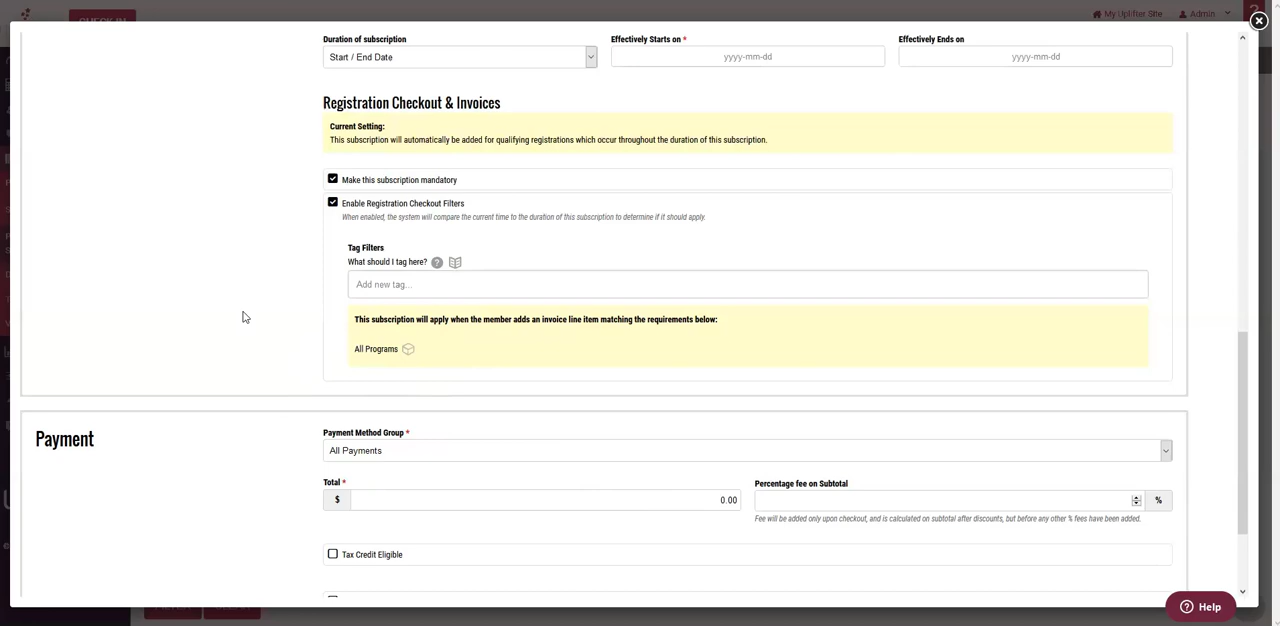 CHECK IN
My Uplifter Site
Admin
Duration of subscription
Effectively Starts on *
Effectively Ends on
Start / End Date
yyyy-mm-dd
yyyy-mm-dd
Registration Checkout & Invoices
Current Setting:
This subscription will automatically be added for qualifying registrations which occur throughout the duration of this subscription.
Make this subscription mandatory
Enable Registration Checkout Filters
When enabled, the system will compare the current time to the duration of this subscription to determine if it should apply.
Tag Filters
What should I tag here? ?
Add new tag...
This subscription will apply when the member adds an invoice line item matching the requirements below:
All Programs
Payment
Payment Method Group *
All Payments
Total *
Percentage fee on Subtotal
$ 0.00
%
Fee will be added only upon checkout, and is calculated on subtotal after discounts, but before any other % fees have been added.
Tax Credit Eligible
? Help